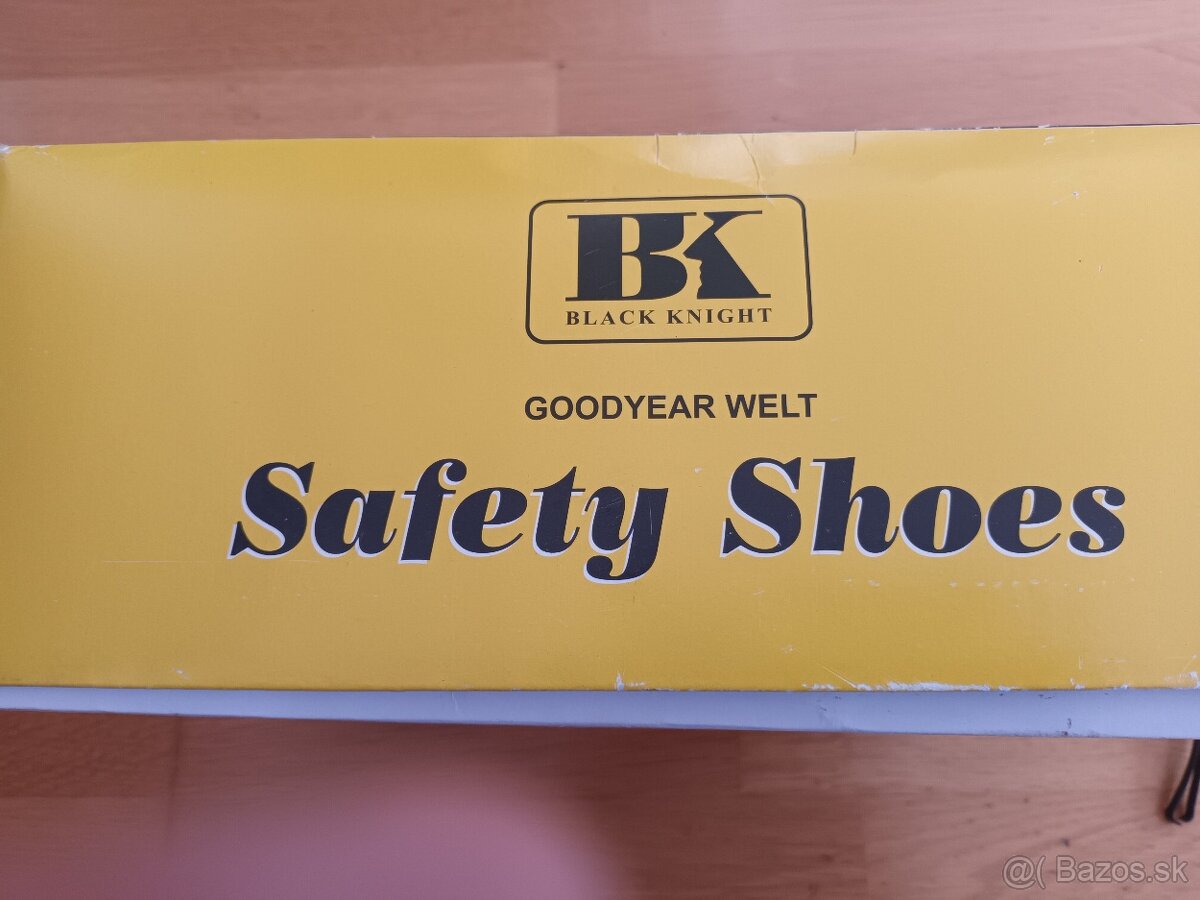 BK
BLACK KNIGHT
GOODYEAR WELT
Safety Shoes
@( Bazos.sk